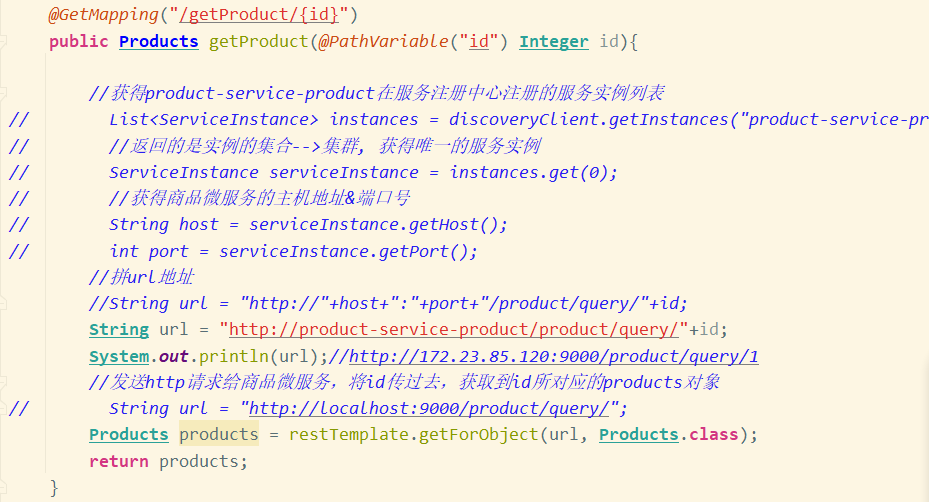 @GetMapping("/getProduct/{id}")
public Products getProduct(@PathVariable("id") Integer id){
//获得product-service-product在服务注册中心注册的服务实例列表
// List<ServiceInstance> instances = discoveryClient.getInstances("product-service-pr
// //返回的是实例的集合-->集群, 获得唯一的服务实例
// ServiceInstance serviceInstance = instances.get(0);
// //获得商品微服务的主机地址&端口号
// String host = serviceInstance.getHost();
// int port = serviceInstance.getPort();
//拼url地址
//String url = "http://"+host+":"+port+"/product/query/"+id;
String url = "http://product-service-product/product/query/"+id;
System.out.println(url);//http://172.23.85.120:9000/product/query/1
//发送http请求给商品微服务，将id传过去，获取到id所对应的products对象
// String url = "http://localhost:9000/product/query/";
Products products = restTemplate.getForObject(url, Products.class);
return products;
}